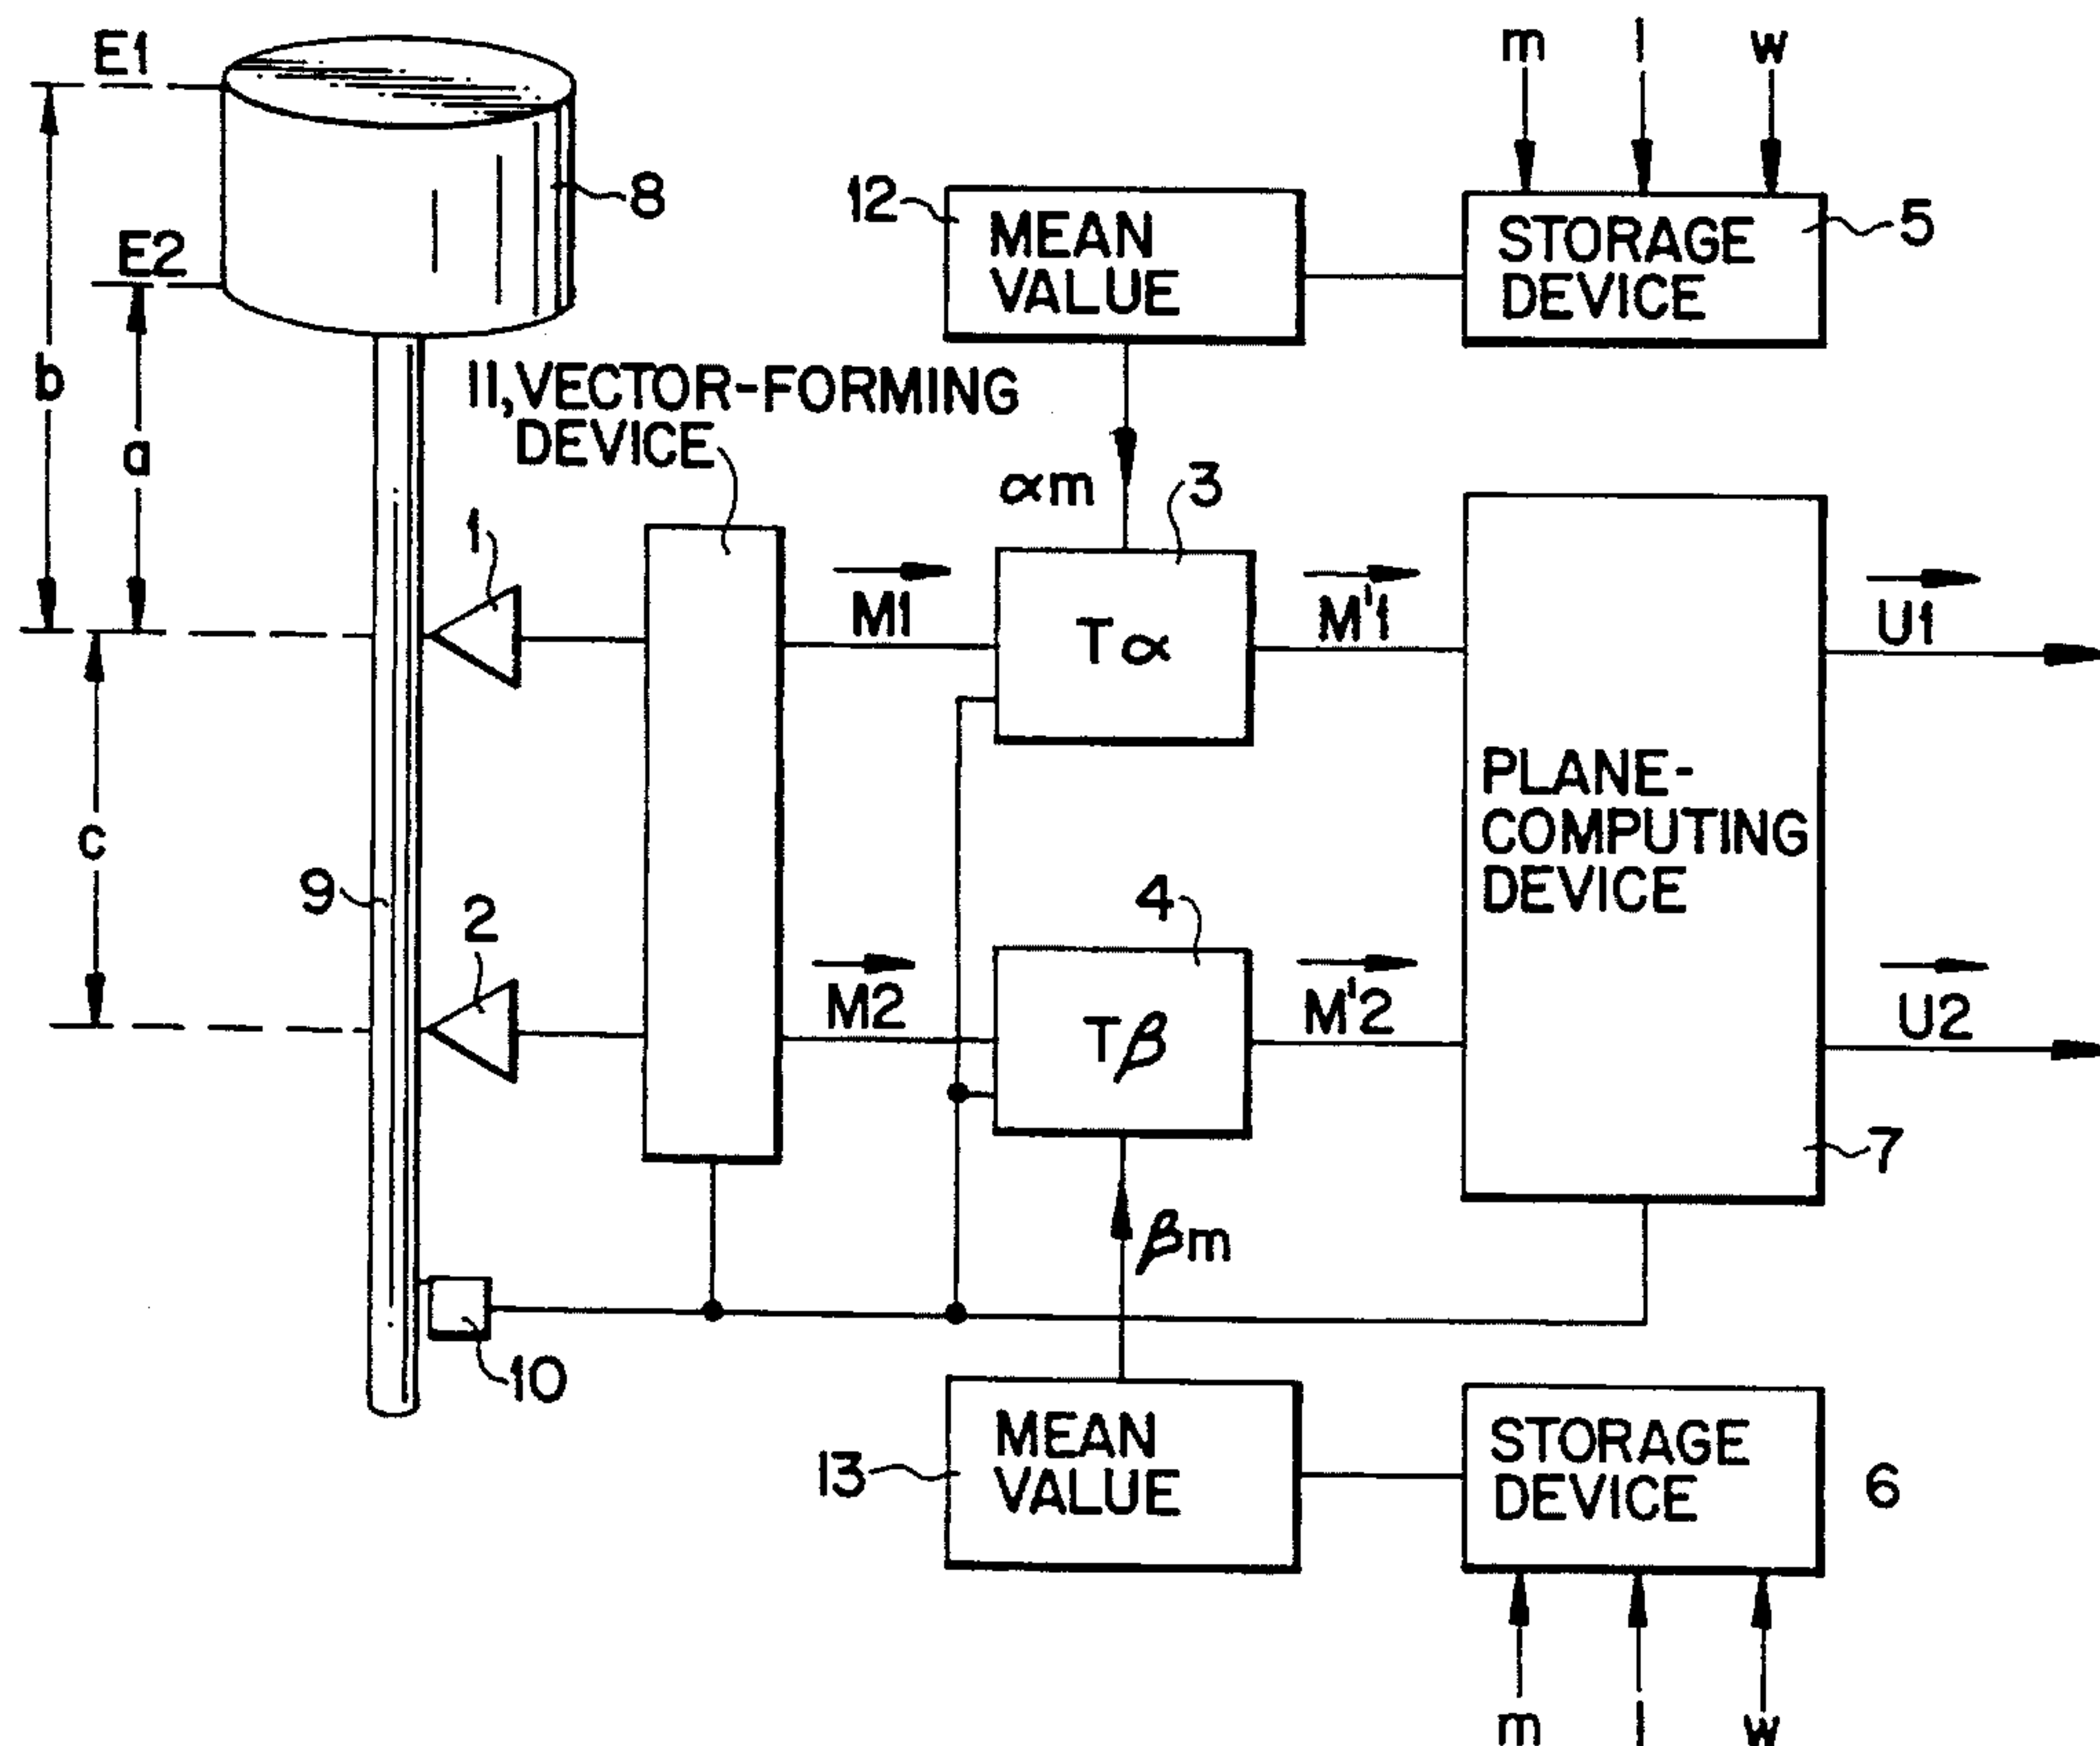 E1
m l w
8
12
MEAN
VALUE
STORAGE
DEVICE
5
E2
b
a
11, VECTOR-FORMING
DEVICE
αm
3
1
M1
Tα
M'1
U1
PLANE-
COMPUTING
DEVICE
c
9
2
4
M2
Tβ
M'2
U2
7
βm
10
13
MEAN
VALUE
STORAGE
DEVICE
6
m l w